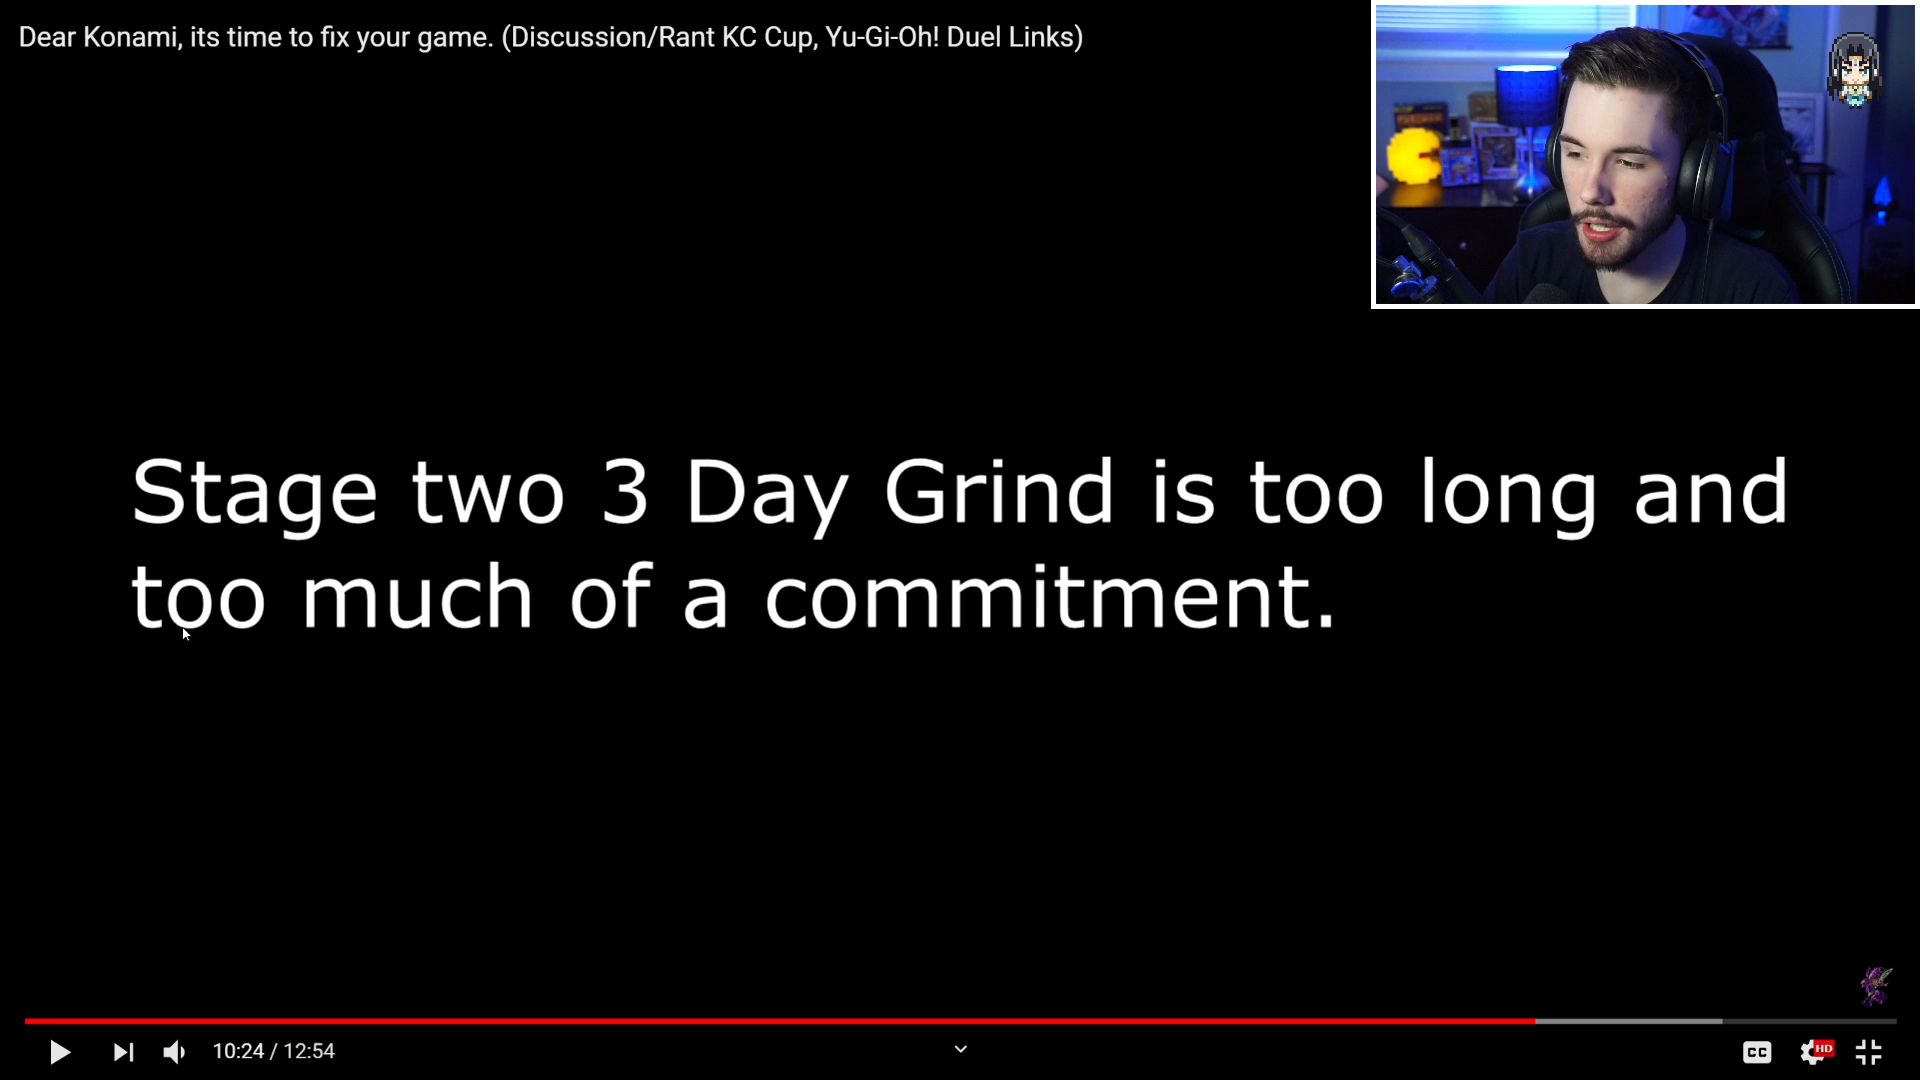 Dear Konami, its time to fix your game. (Discussion/Rant KC Cup, Yu-Gi-Oh! Duel Links)
Stage two 3 Day Grind is too long and
too much of a commitment.
10:24 / 12:54
CC
HD